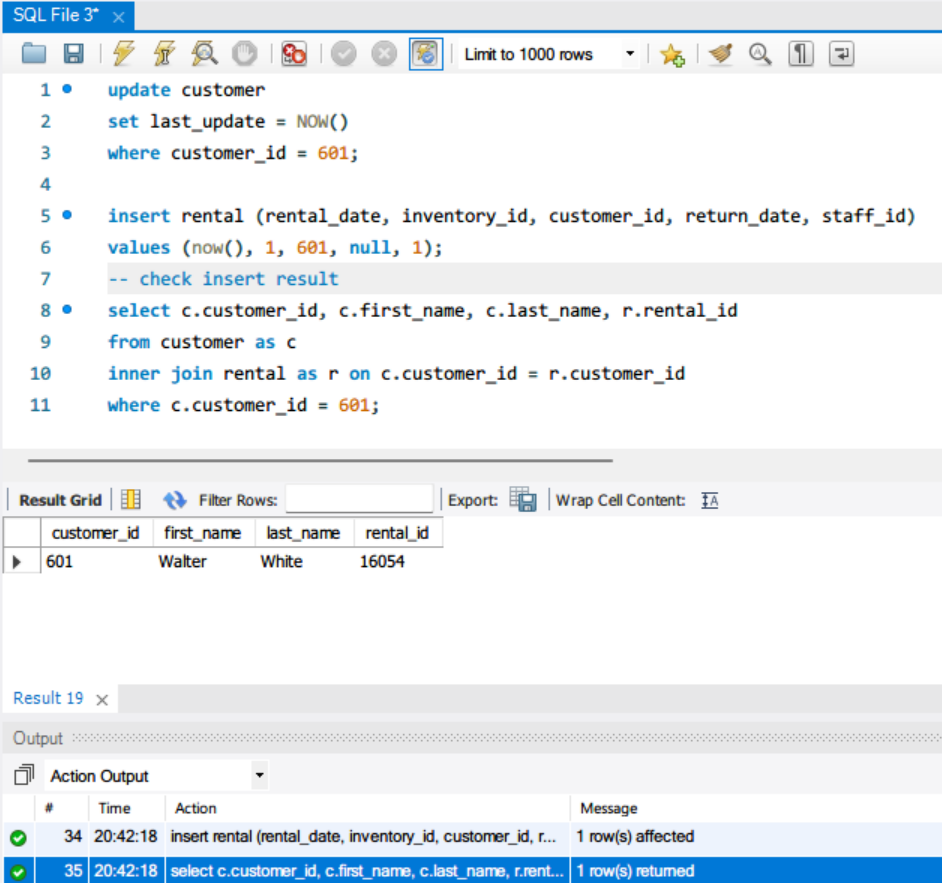 SQL File 3*
Limit to 1000 rows
1 update customer
2 set last_update = NOW()
3 where customer_id = 601;
4
5 insert rental (rental_date, inventory_id, customer_id, return_date, staff_id)
6 values (now(), 1, 601, null, 1);
7 -- check insert result
8 select c.customer_id, c.first_name, c.last_name, r.rental_id
9 from customer as c
10 inner join rental as r on c.customer_id = r.customer_id
11 where c.customer_id = 601;
Result Grid Filter Rows: Export: Wrap Cell Content: IA
customer_id first_name last_name rental_id
601 Walter White 16054
Result 19
Output
Action Output
# Time Action Message
34 20:42:18 insert rental (rental_date, inventory_id, customer_id, r... 1 row(s) affected
35 20:42:18 select c.customer_id, c.first_name, c.last_name, r.rent... 1 row(s) returned